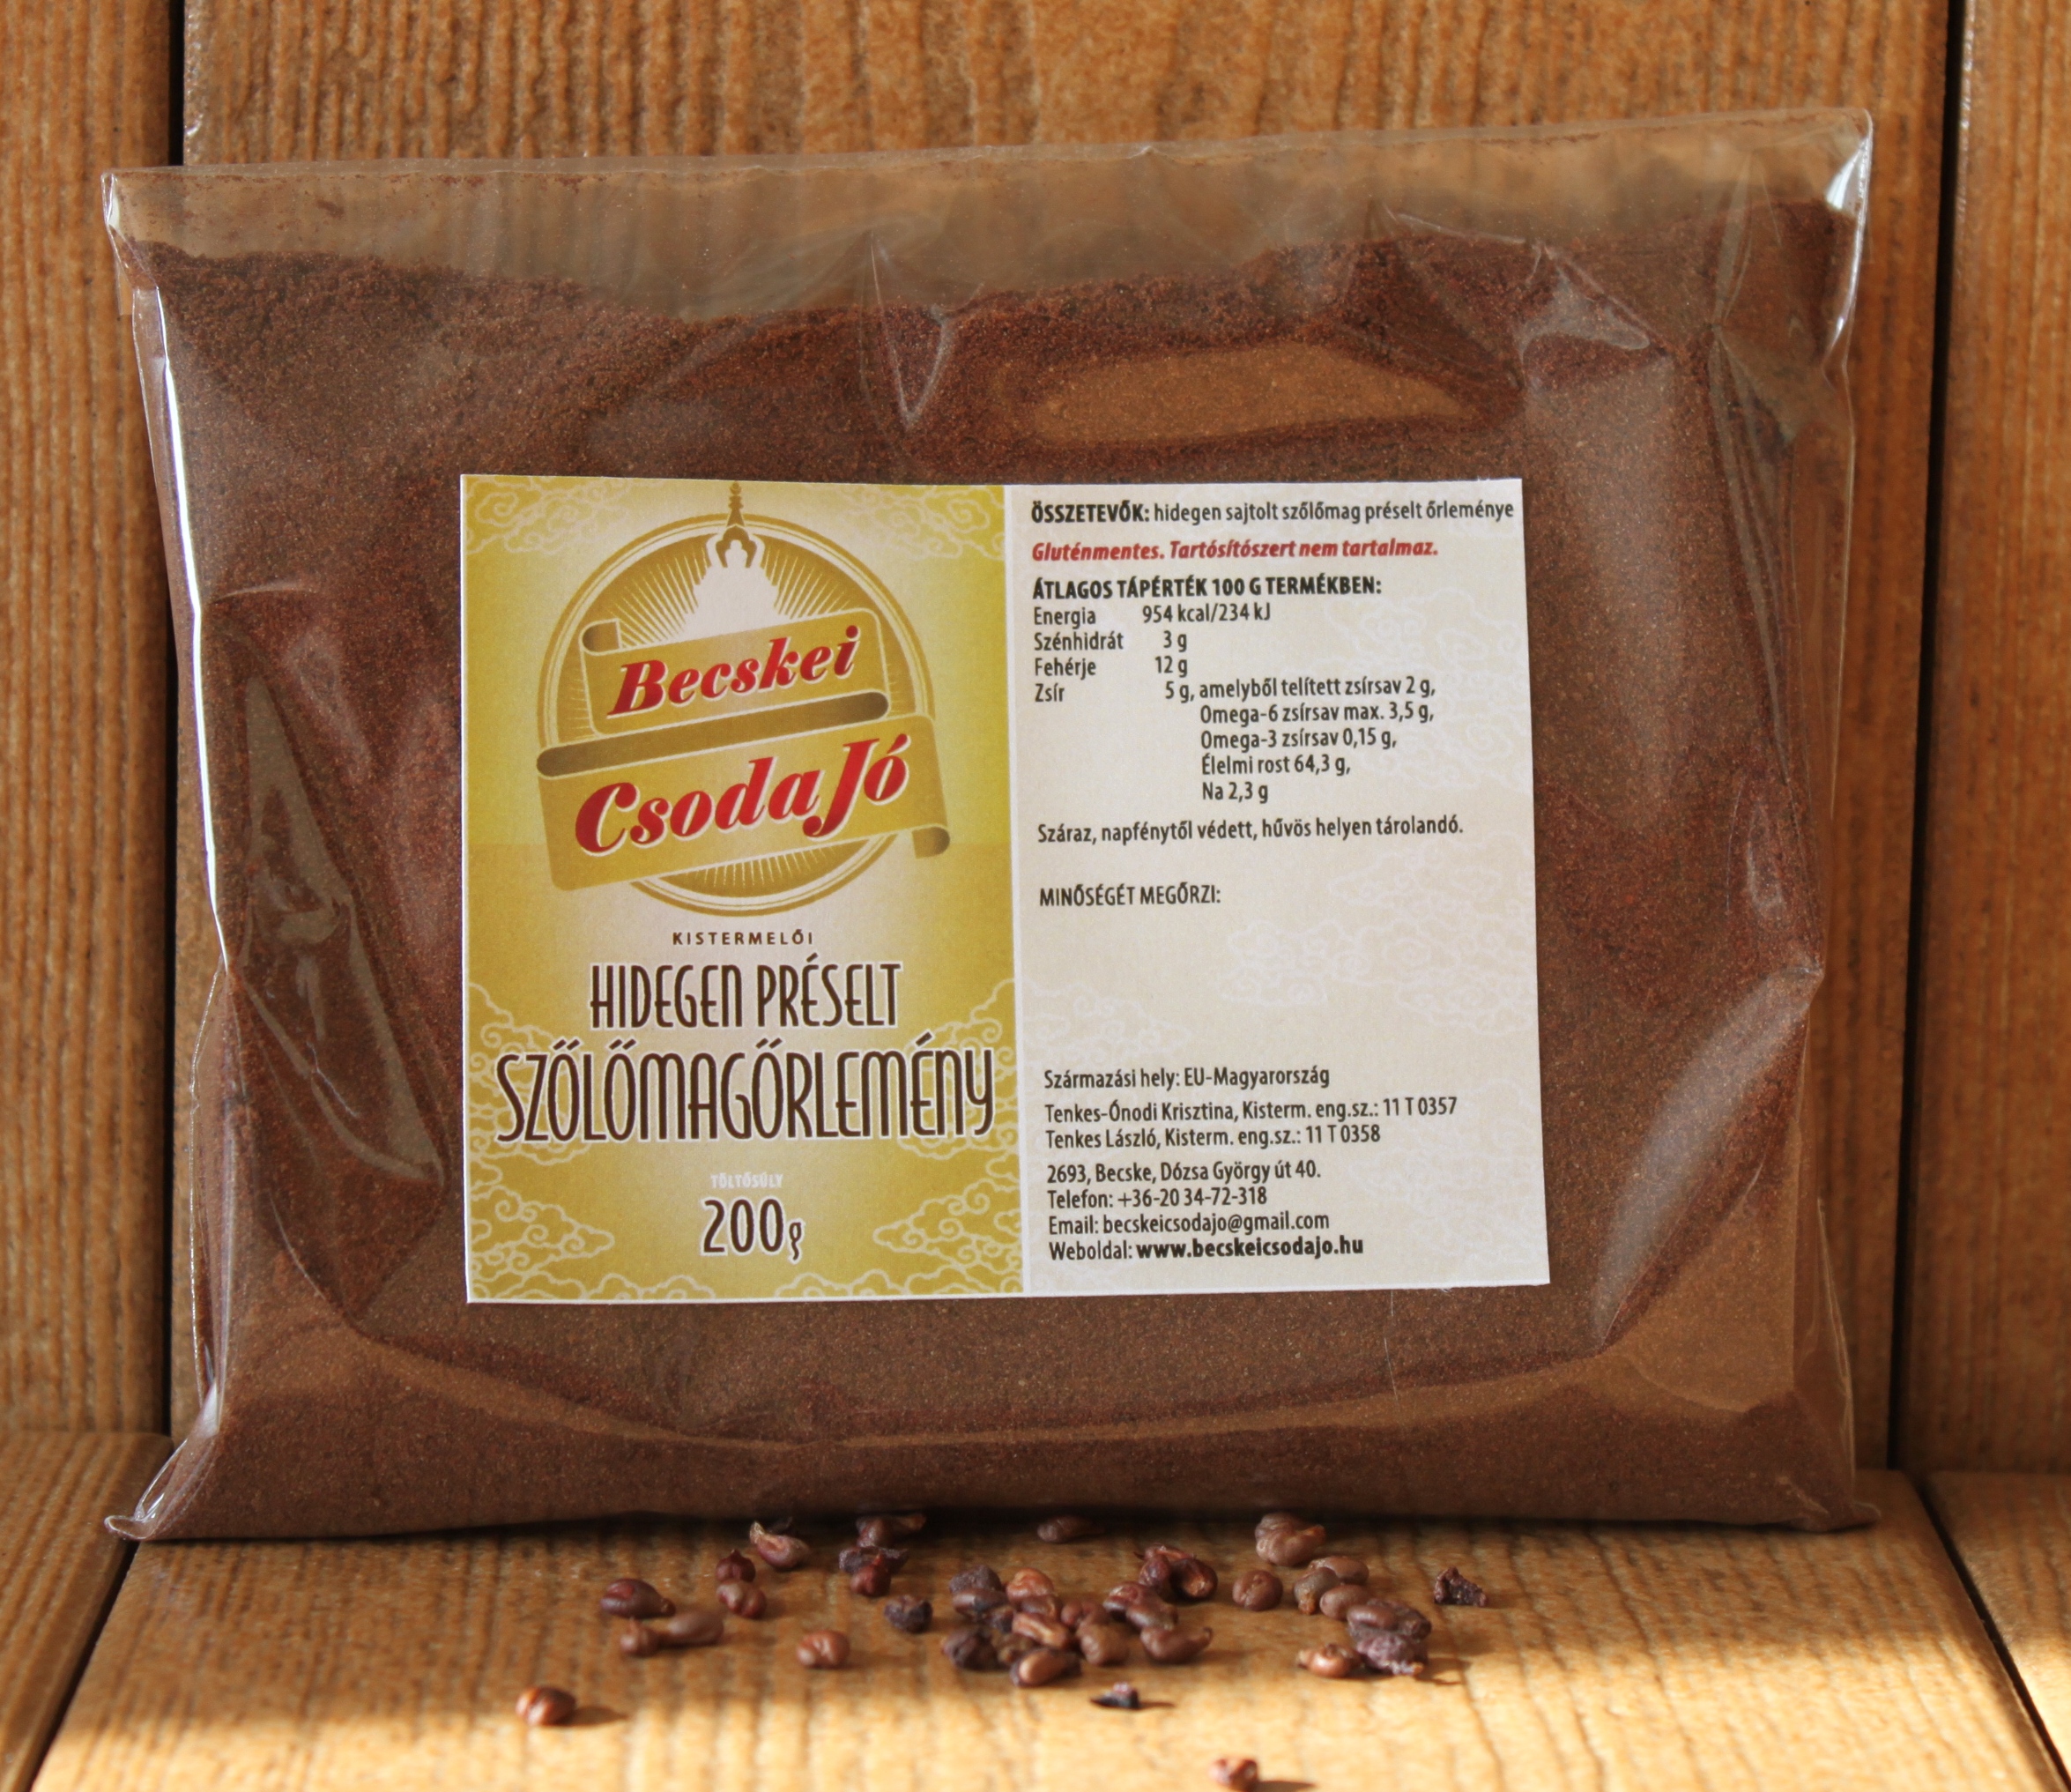 Becskei
CsodaJó
KISTERMELŐI
HIDEGEN PRÉSELT
SZŐLŐMAGŐRLEMÉNY
TÖLTŐSÚLY
200g
ÖSSZETEVŐK: hidegen sajtolt szőlőmag préselt őrleménye
Gluténmentes. Tartósítószert nem tartalmaz.
ÁTLAGOS TÁPÉRTÉK 100 G TERMÉKBEN:
Energia 954 kcal/234 kJ
Szénhidrát 3 g
Fehérje 12 g
Zsír 5 g, amelyből telített zsírsav 2 g,
Omega-6 zsírsav max. 3,5 g,
Omega-3 zsírsav 0,15 g,
Élelmi rost 64,3 g,
Na 2,3 g
Száraz, napfénytől védett, hűvös helyen tárolandó.
MINŐSÉGÉT MEGŐRZI:
Származási hely: EU-Magyarország
Tenkes-Ónodi Krisztina, Kisterm. eng.sz.: 11 T 0357
Tenkes László, Kisterm. eng.sz.: 11 T 0358
2693, Becske, Dózsa György út 40.
Telefon: +36-20 34-72-318
Email: becskeicsodajo@gmail.com
Weboldal: www.becskeicsodajo.hu